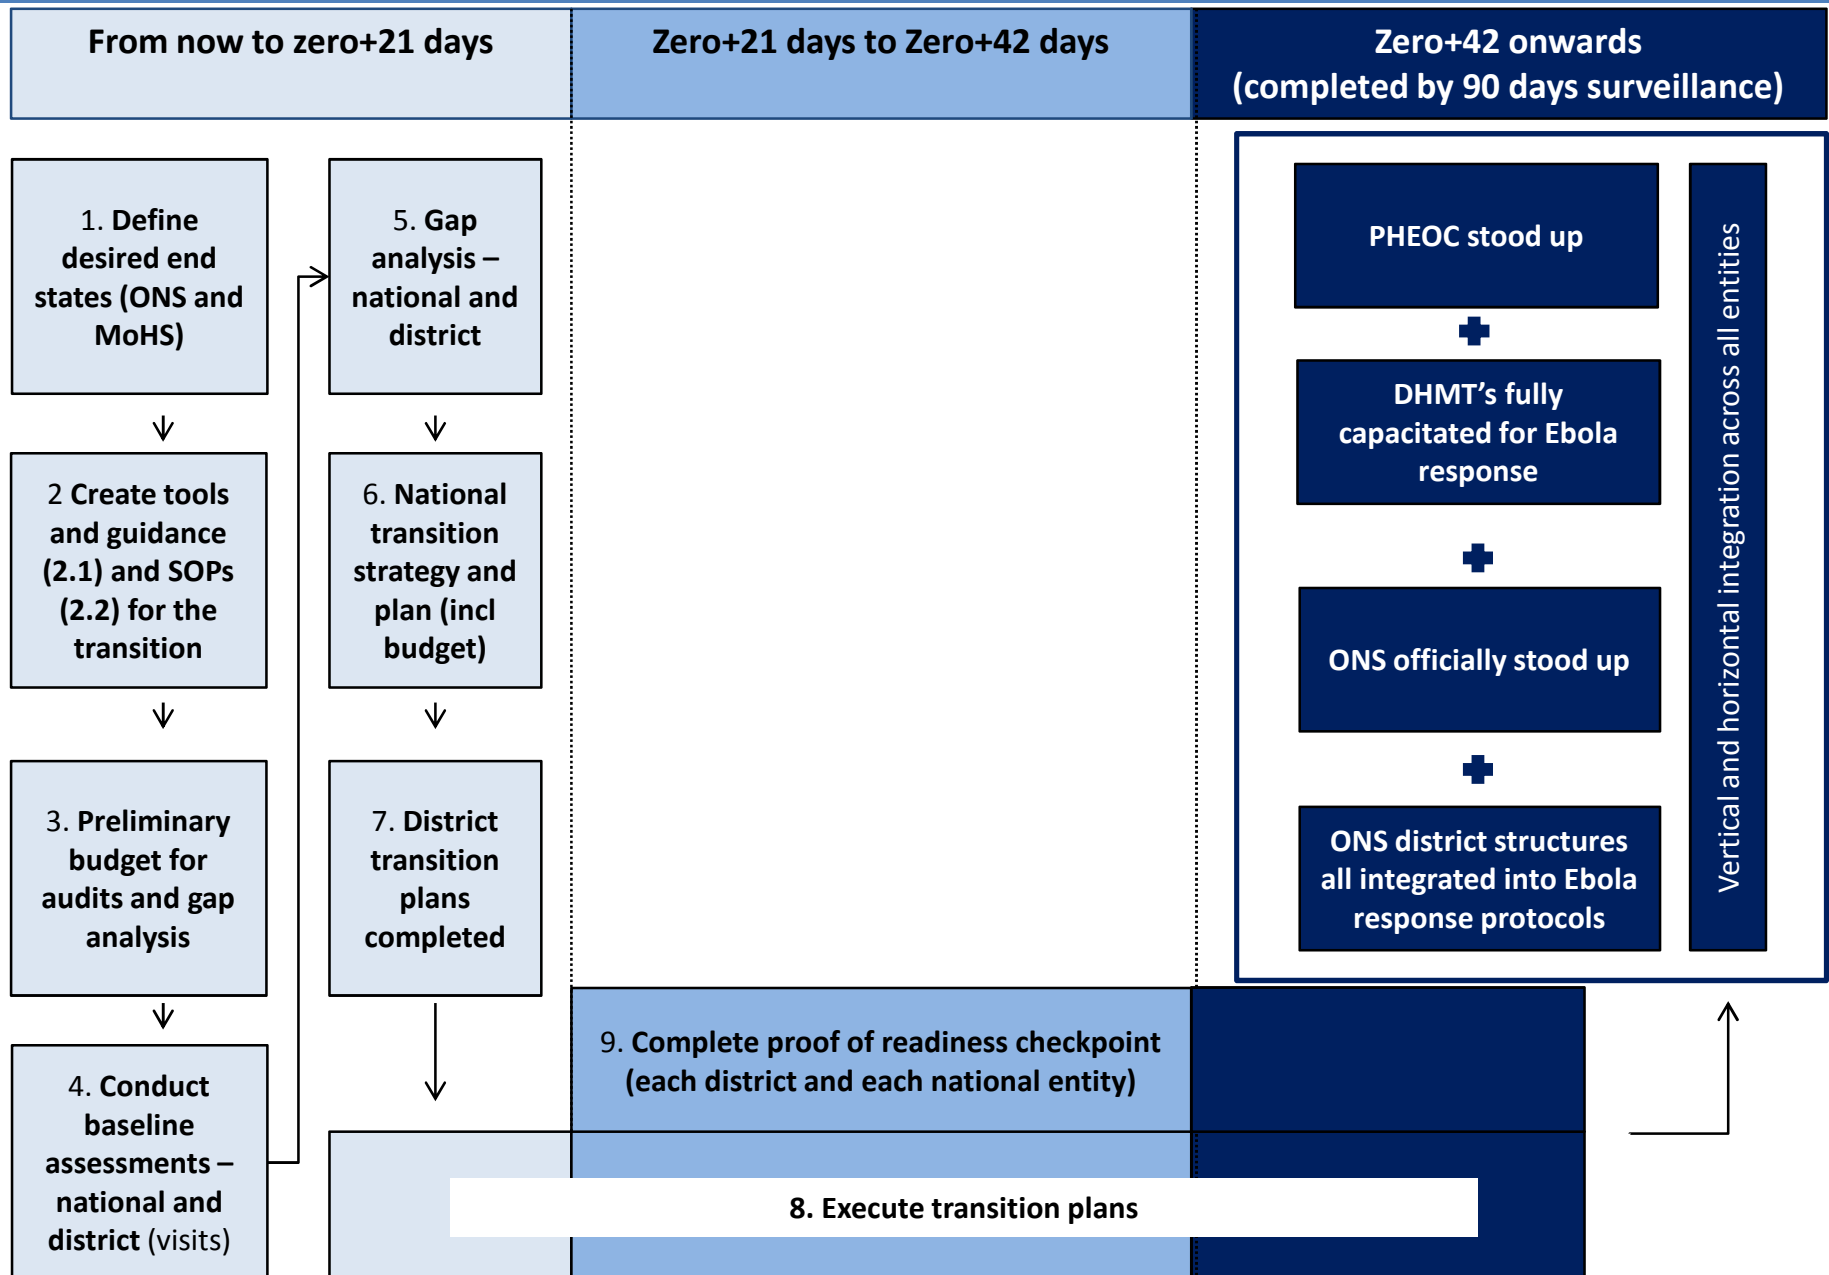 From now to zero+21 days
Zero+21 days to Zero+42 days
Zero+42 onwards
(completed by 90 days surveillance)
1. Define
desired end
states (ONS and
MoHS)
2 Create tools
and guidance
(2.1) and SOPs
(2.2) for the
transition
3. Preliminary
budget for
audits and gap
analysis
4. Conduct
baseline
assessments –
national and
district (visits)
5. Gap
analysis –
national and
district
6. National
transition
strategy and
plan (incl
budget)
7. District
transition
plans
completed
9. Complete proof of readiness checkpoint
(each district and each national entity)
8. Execute transition plans
PHEOC stood up
DHMT’s fully
capacitated for Ebola
response
ONS officially stood up
ONS district structures
all integrated into Ebola
response protocols
Vertical and horizontal integration across all entities